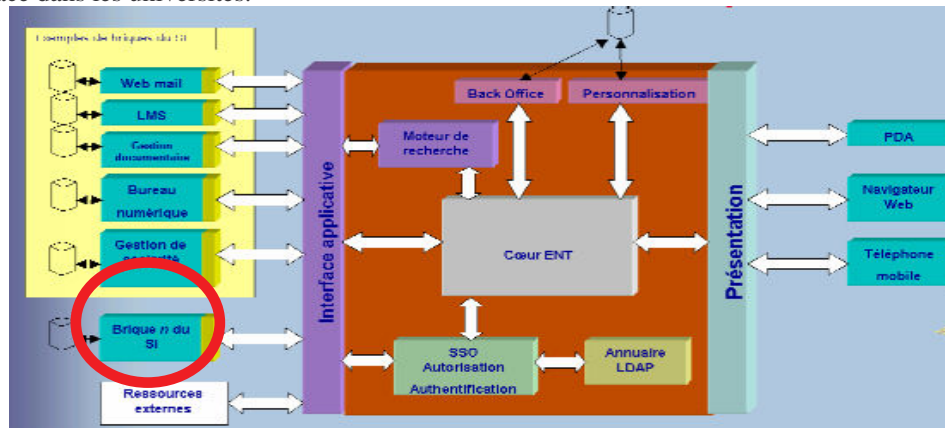 Exemples de briques du SI
Web mail
LMS
Gestion
documentaire
Bureau
numérique
Gestion de
Brique n du
SI
Ressources
externes
Interface applicative
Back Office
Personnalisation
Moteur de
recherche
Cœur ENT
SSO
Autorisation
Authentification
Annuaire
LDAP
Présentation
PDA
Navigateur
Web
Téléphone
mobile